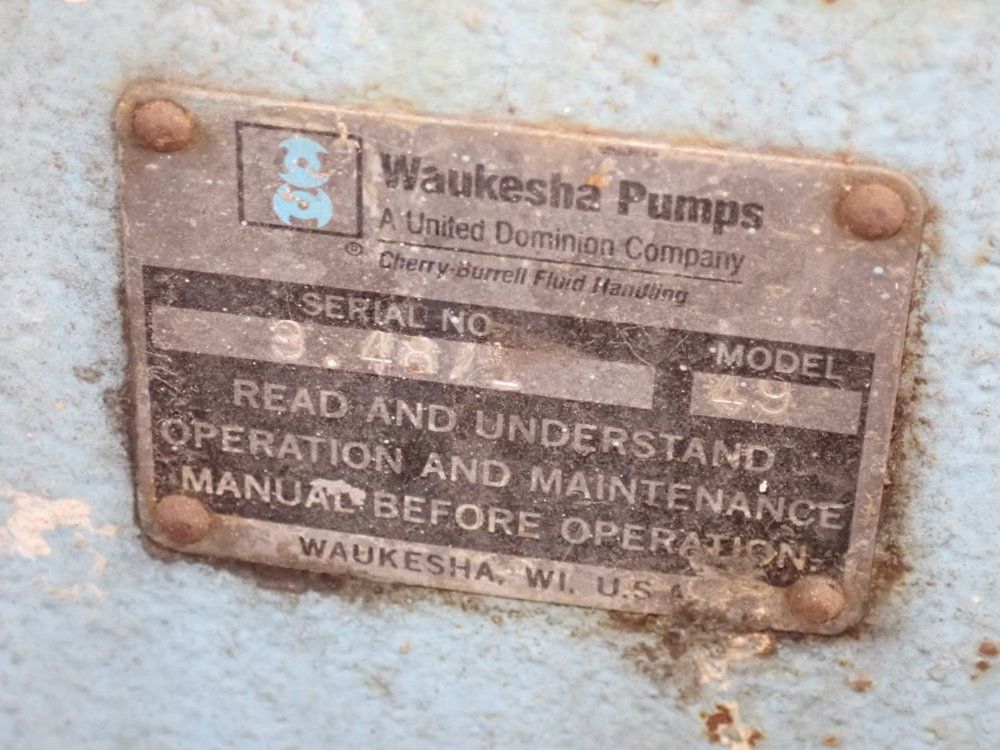 Waukesha Pumps
A United Dominion Company
®
Cherry-Burrell Fluid Handling
SERIAL NO
MODEL
49
READ AND UNDERSTAND
OPERATION AND MAINTENANCE
MANUAL BEFORE OPERATION.
WAUKESHA, WI. U.S